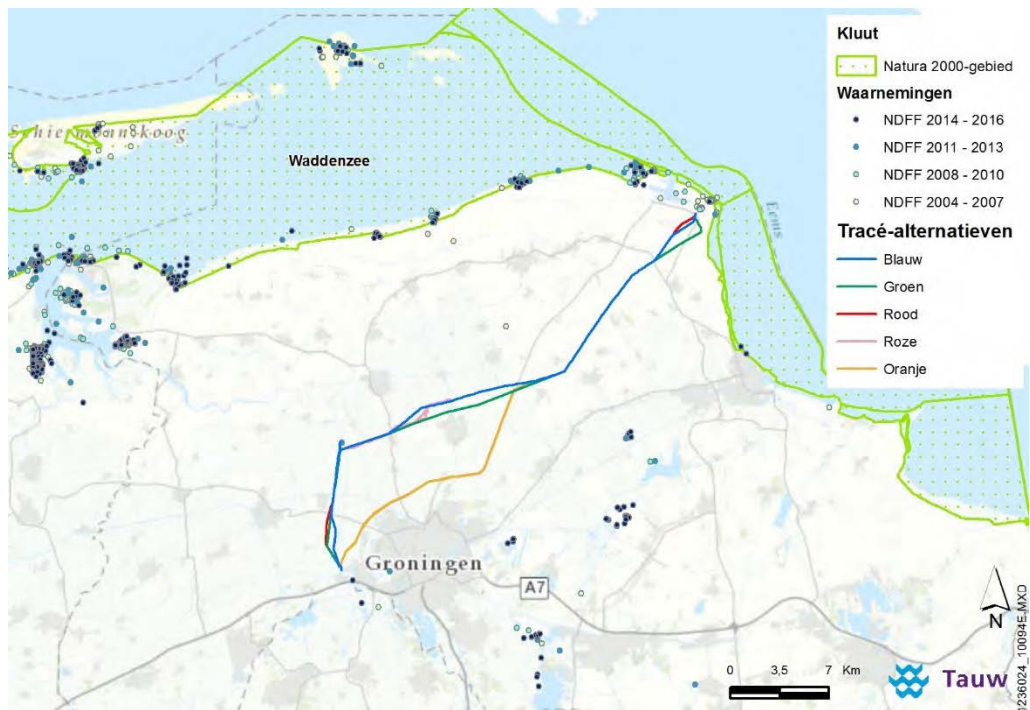 Kluut
Natura 2000-gebied
Waarnemingen
NDFF 2014 - 2016
NDFF 2011 - 2013
NDFF 2008 - 2010
NDFF 2004 - 2007
Tracé-alternatieven
Blauw
Groen
Rood
Roze
Oranje
Schiermonnikoog
Waddenzee
Eems
Groningen
A7
N
0 3,5 7 Km
Tauw
1236024_10094E.MXD